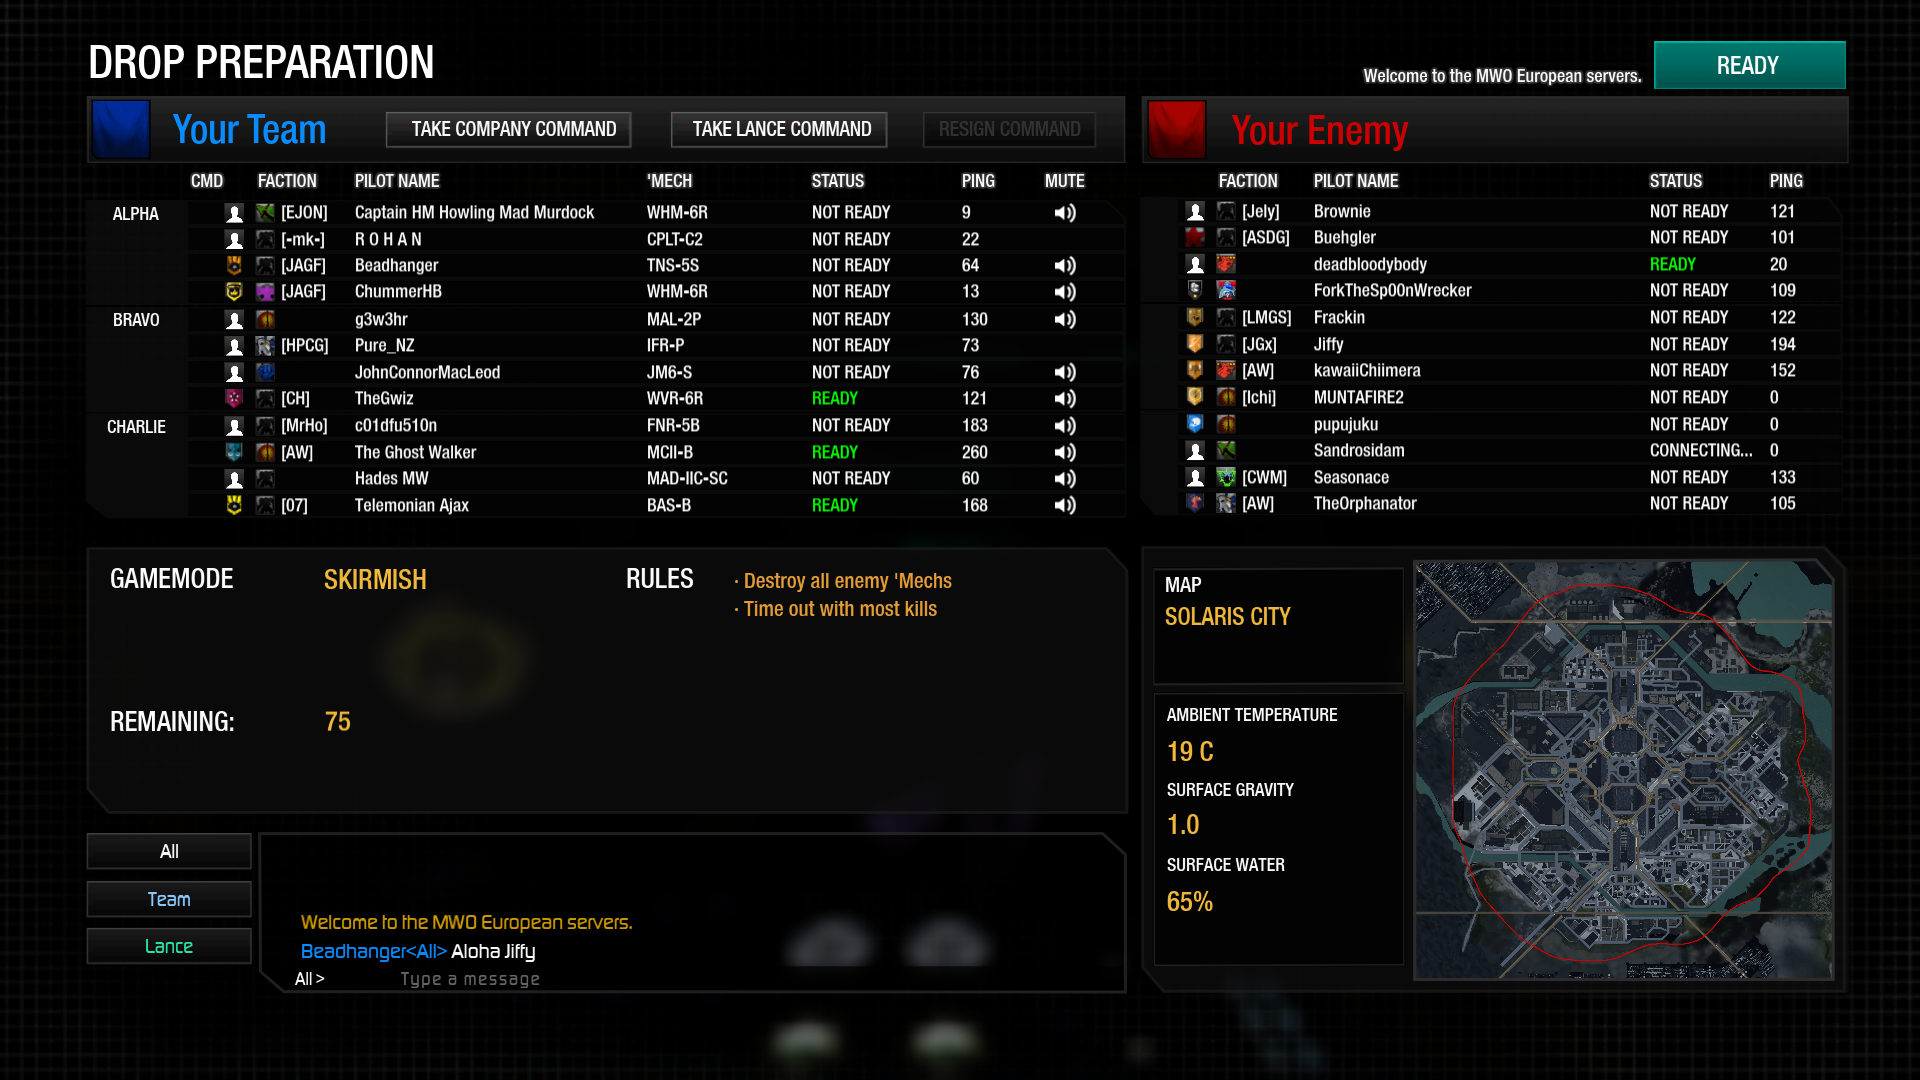 DROP PREPARATION
Welcome to the MWO European servers.
READY
Your Team
TAKE COMPANY COMMAND
TAKE LANCE COMMAND
RESIGN COMMAND
CMD FACTION PILOT NAME 'MECH STATUS PING MUTE
ALPHA [EJON] Captain HM Howling Mad Murdock WHM-6R NOT READY 9
[-mk-] R O H A N CPLT-C2 NOT READY 22
[JAGF] Beadhanger TNS-5S NOT READY 64
[JAGF] ChummerHB WHM-6R NOT READY 13
BRAVO g3w3hr MAL-2P NOT READY 130
[HPCG] Pure_NZ IFR-P NOT READY 73
JohnConnorMacLeod JM6-S NOT READY 76
[CH] TheGwiz WVR-6R READY 121
CHARLIE [MrHo] c01dfu510n FNR-5B NOT READY 183
[AW] The Ghost Walker MCII-B READY 260
Hades MW MAD-IIC-SC NOT READY 60
[07] Telemonian Ajax BAS-B READY 168
Your Enemy
FACTION PILOT NAME STATUS PING
[Jely] Brownie NOT READY 121
[ASDG] Buehgler NOT READY 101
deadbloodybody READY 20
ForkTheSp00nWrecker NOT READY 109
[LMGS] Frackin NOT READY 122
[JGx] Jiffy NOT READY 194
[AW] kawaiiChiimera NOT READY 152
[Ichi] MUNTAFIRE2 NOT READY 0
pupujuku NOT READY 0
Sandrosidam CONNECTING... 0
[CWM] Seasonace NOT READY 133
[AW] TheOrphanator NOT READY 105
GAMEMODE SKIRMISH
RULES
· Destroy all enemy 'Mechs
· Time out with most kills
REMAINING: 75
MAP
SOLARIS CITY
AMBIENT TEMPERATURE
19 C
SURFACE GRAVITY
1.0
SURFACE WATER
65%
All
Team
Lance
Welcome to the MWO European servers.
Beadhanger<All> Aloha Jiffy
All > Type a message